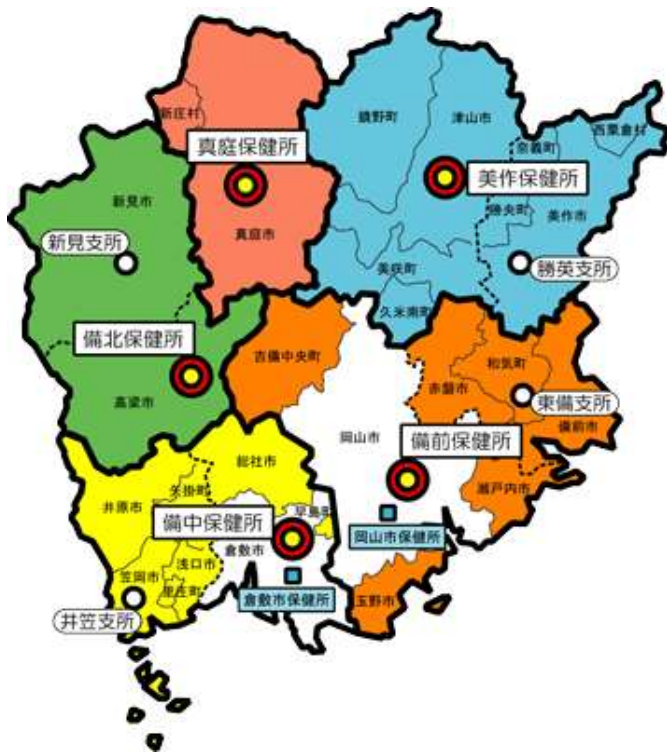 新庄村
鏡野町
津山市
西粟倉村
奈義町
真庭保健所
美作保健所
新見市
勝央町
美作市
真庭市
新見支所
美咲町
勝英支所
久米南町
備北保健所
吉備中央町
和気町
赤磐市
東備支所
高梁市
備前市
岡山市
備前保健所
総社市
瀬戸内市
矢掛町
井原市
早島町
備中保健所
岡山市保健所
倉敷市
浅口市
笠岡市
里庄町
倉敷市保健所
玉野市
井笠支所